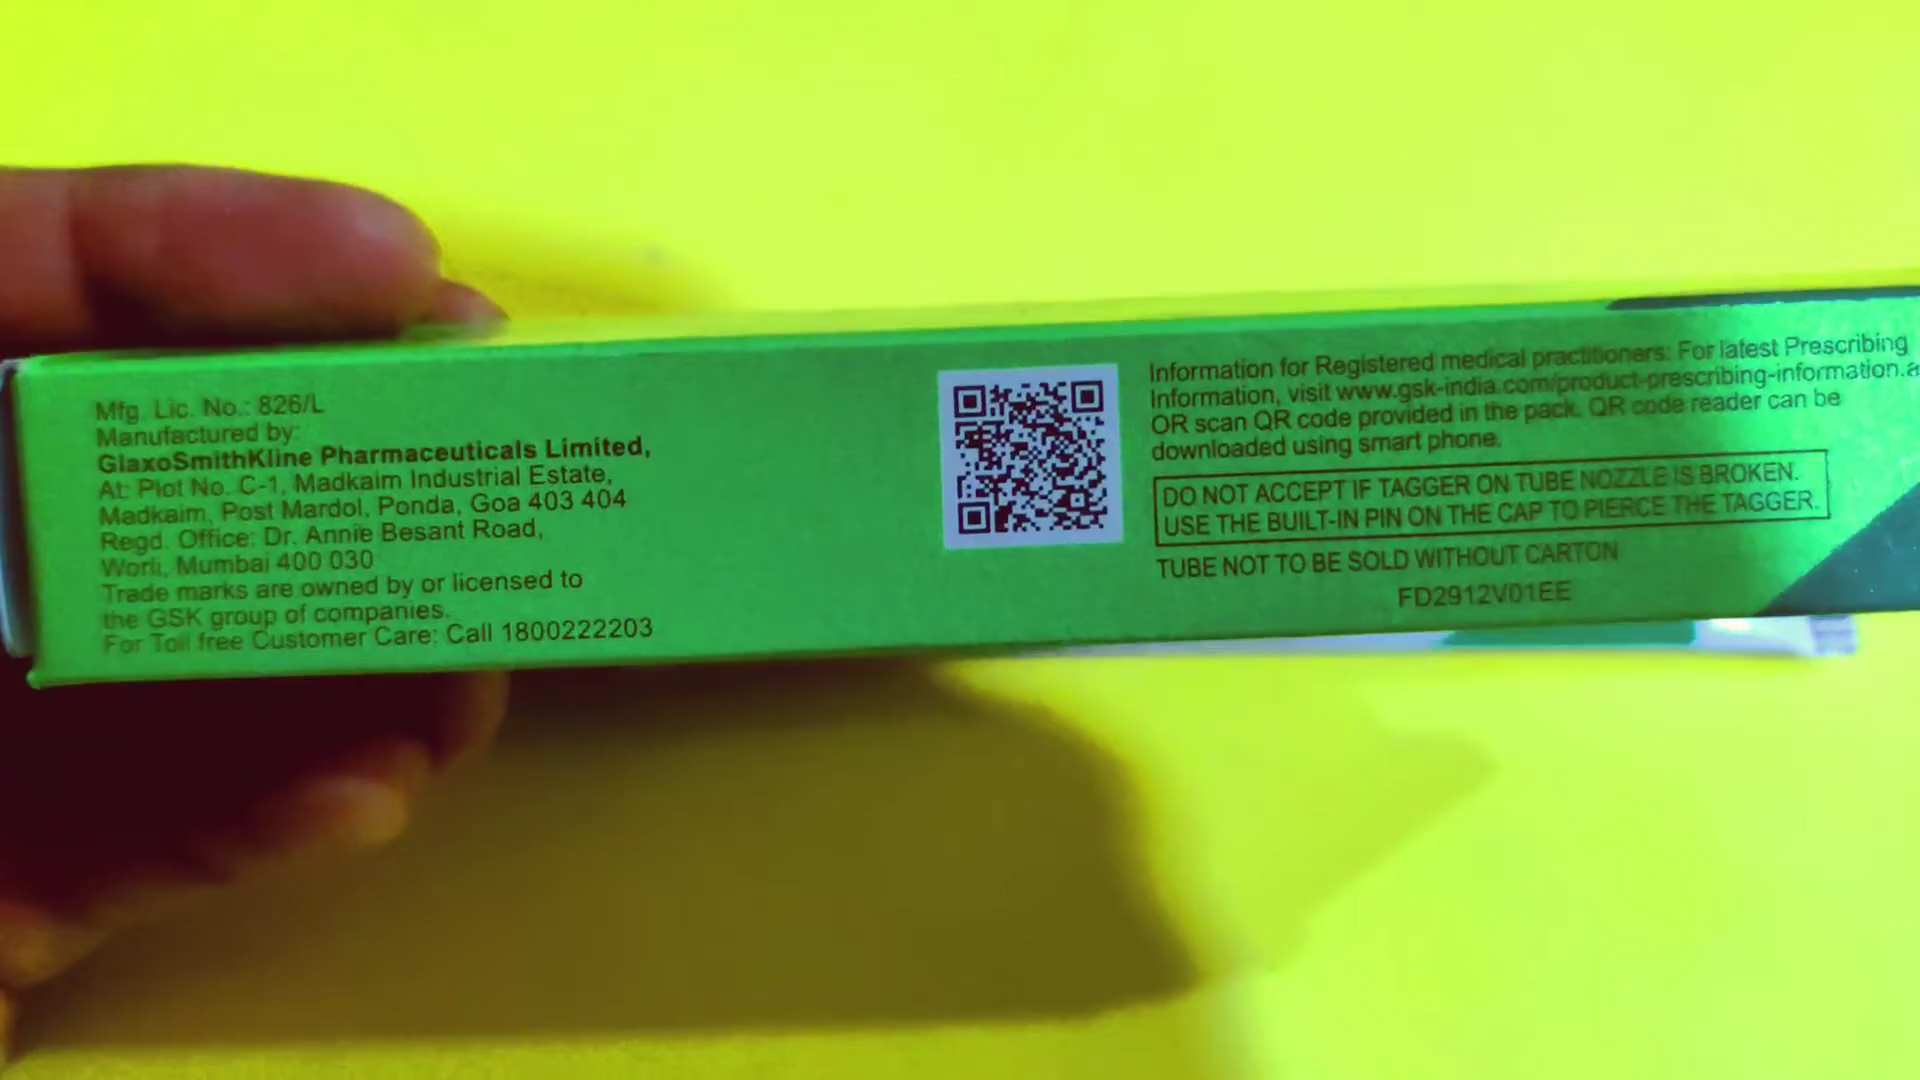 Mfg. Lic. No.: 826/L
Manufactured by:
GlaxoSmithKline Pharmaceuticals Limited,
At: Plot No. C-1, Madkaim Industrial Estate,
Madkaim, Post Mardol, Ponda, Goa 403 404
Regd. Office: Dr. Annie Besant Road,
Worli, Mumbai 400 030
Trade marks are owned by or licensed to
the GSK group of companies.
For Toll free Customer Care: Call 1800222203
Information for Registered medical practitioners: For latest Prescribing
Information, visit www.gsk-india.com/product-prescribing-information.a
OR scan QR code provided in the pack. QR code reader can be
downloaded using smart phone.
DO NOT ACCEPT IF TAGGER ON TUBE NOZZLE IS BROKEN.
USE THE BUILT-IN PIN ON THE CAP TO PIERCE THE TAGGER.
TUBE NOT TO BE SOLD WITHOUT CARTON
FD2912V01EE